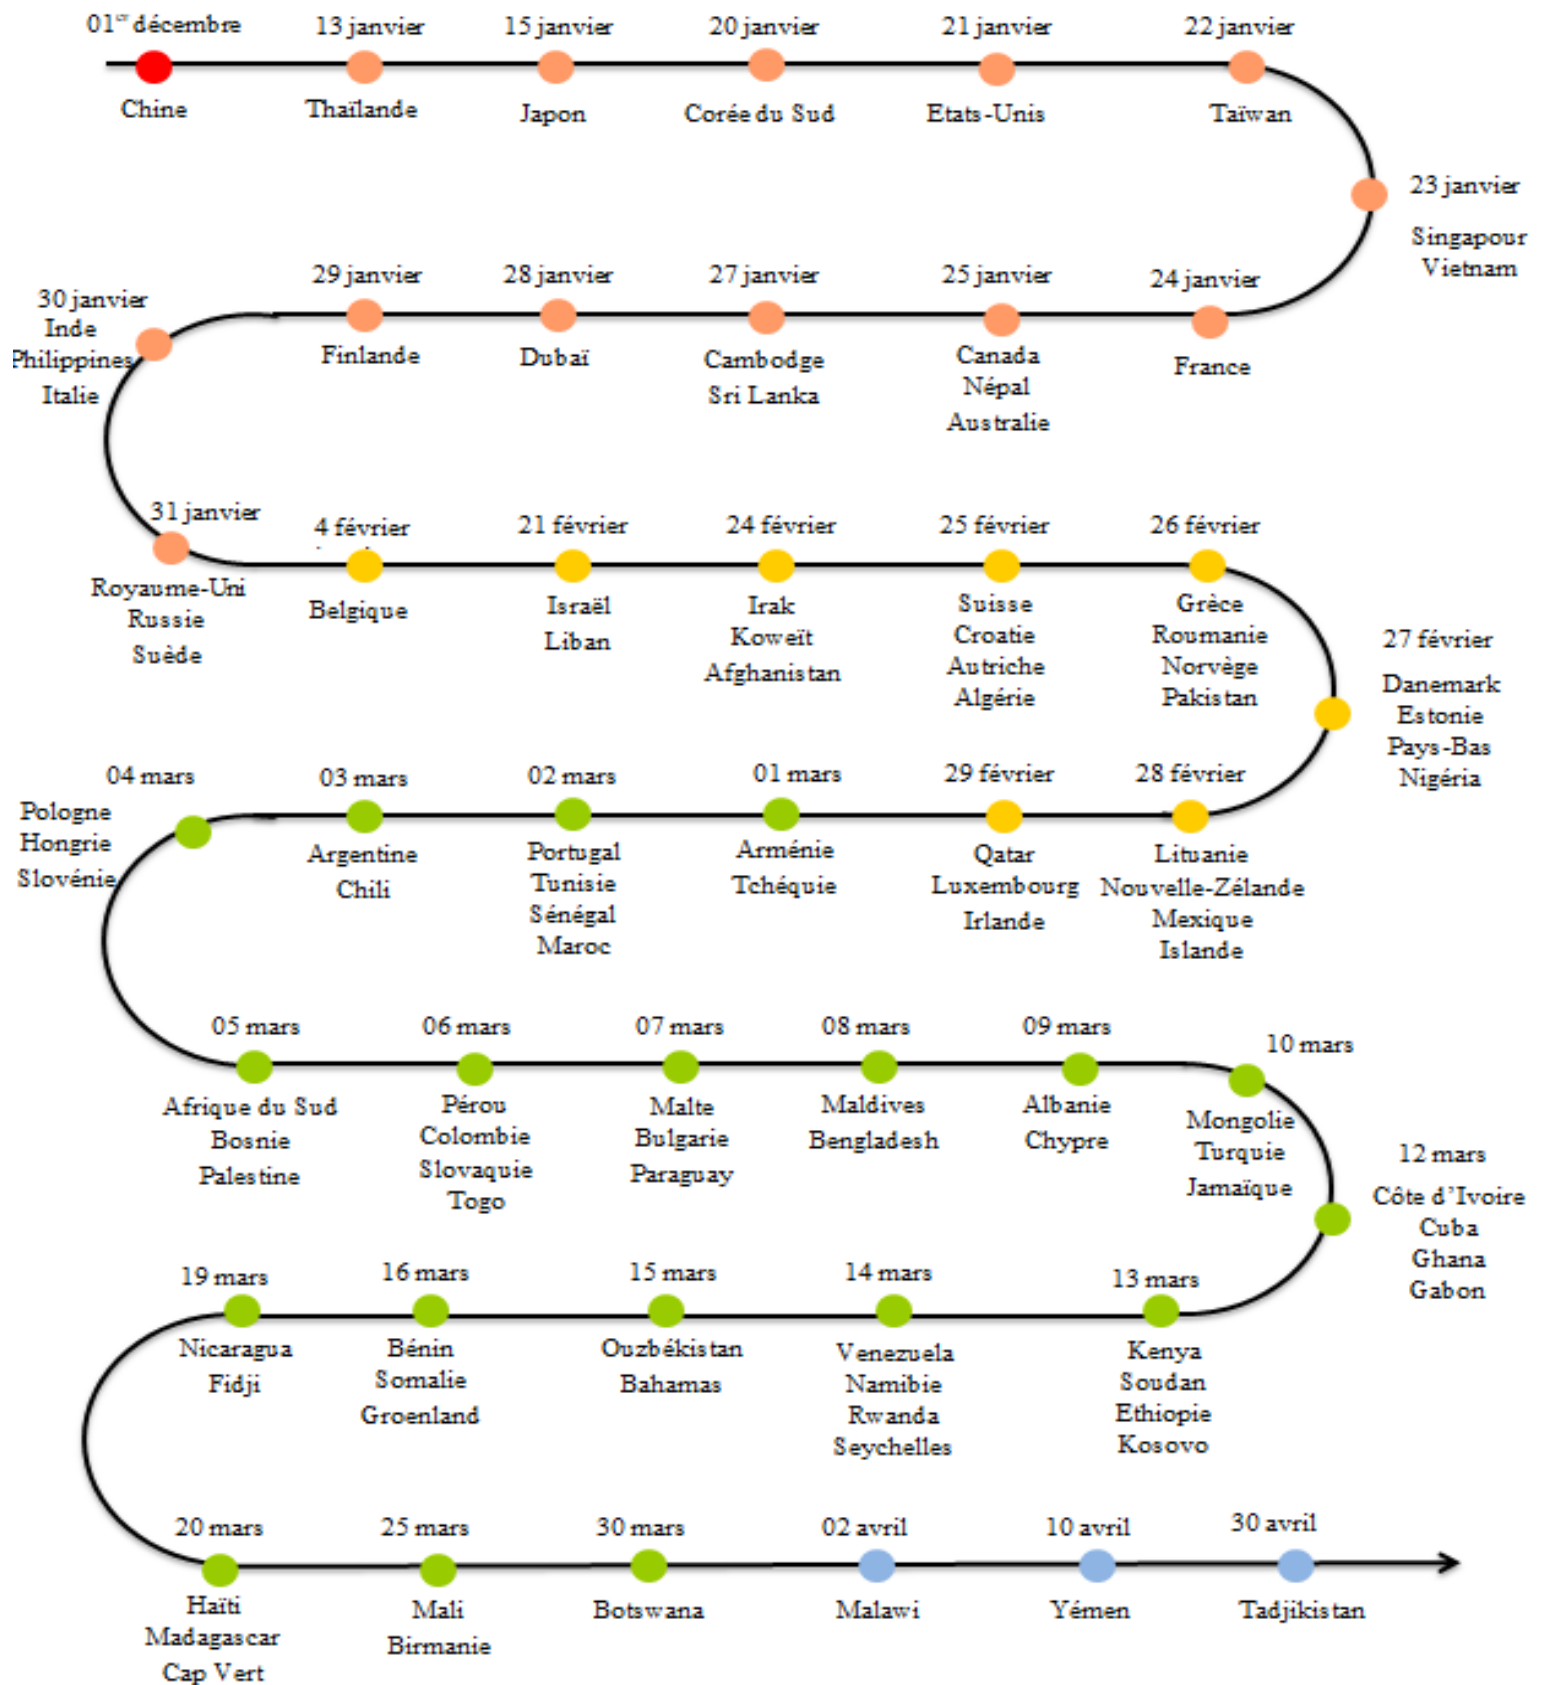 01er décembre
Chine
13 janvier
Thaïlande
15 janvier
Japon
20 janvier
Corée du Sud
21 janvier
Etats-Unis
22 janvier
Taïwan
23 janvier
Singapour
Vietnam
24 janvier
France
25 janvier
Canada
Népal
Australie
27 janvier
Cambodge
Sri Lanka
28 janvier
Dubaï
29 janvier
Finlande
30 janvier
Inde
Philippines
Italie
31 janvier
Royaume-Uni
Russie
Suède
4 février
Belgique
21 février
Israël
Liban
24 février
Irak
Koweït
Afghanistan
25 février
Suisse
Croatie
Autriche
Algérie
26 février
Grèce
Roumanie
Norvège
Pakistan
27 février
Danemark
Estonie
Pays-Bas
Nigéria
28 février
Lituanie
Nouvelle-Zélande
Mexique
Islande
29 février
Qatar
Luxembourg
Irlande
01 mars
Arménie
Tchéquie
02 mars
Portugal
Tunisie
Sénégal
Maroc
03 mars
Argentine
Chili
04 mars
Pologne
Hongrie
Slovénie
05 mars
Afrique du Sud
Bosnie
Palestine
06 mars
Pérou
Colombie
Slovaquie
Togo
07 mars
Malte
Bulgarie
Paraguay
08 mars
Maldives
Bengladesh
09 mars
Albanie
Chypre
10 mars
Mongolie
Turquie
Jamaïque
12 mars
Côte d’Ivoire
Cuba
Ghana
Gabon
13 mars
Kenya
Soudan
Ethiopie
Kosovo
14 mars
Venezuela
Namibie
Rwanda
Seychelles
15 mars
Ouzbékistan
Bahamas
16 mars
Bénin
Somalie
Groenland
19 mars
Nicaragua
Fidji
20 mars
Haïti
Madagascar
Cap Vert
25 mars
Mali
Birmanie
30 mars
Botswana
02 avril
Malawi
10 avril
Yémen
30 avril
Tadjikistan